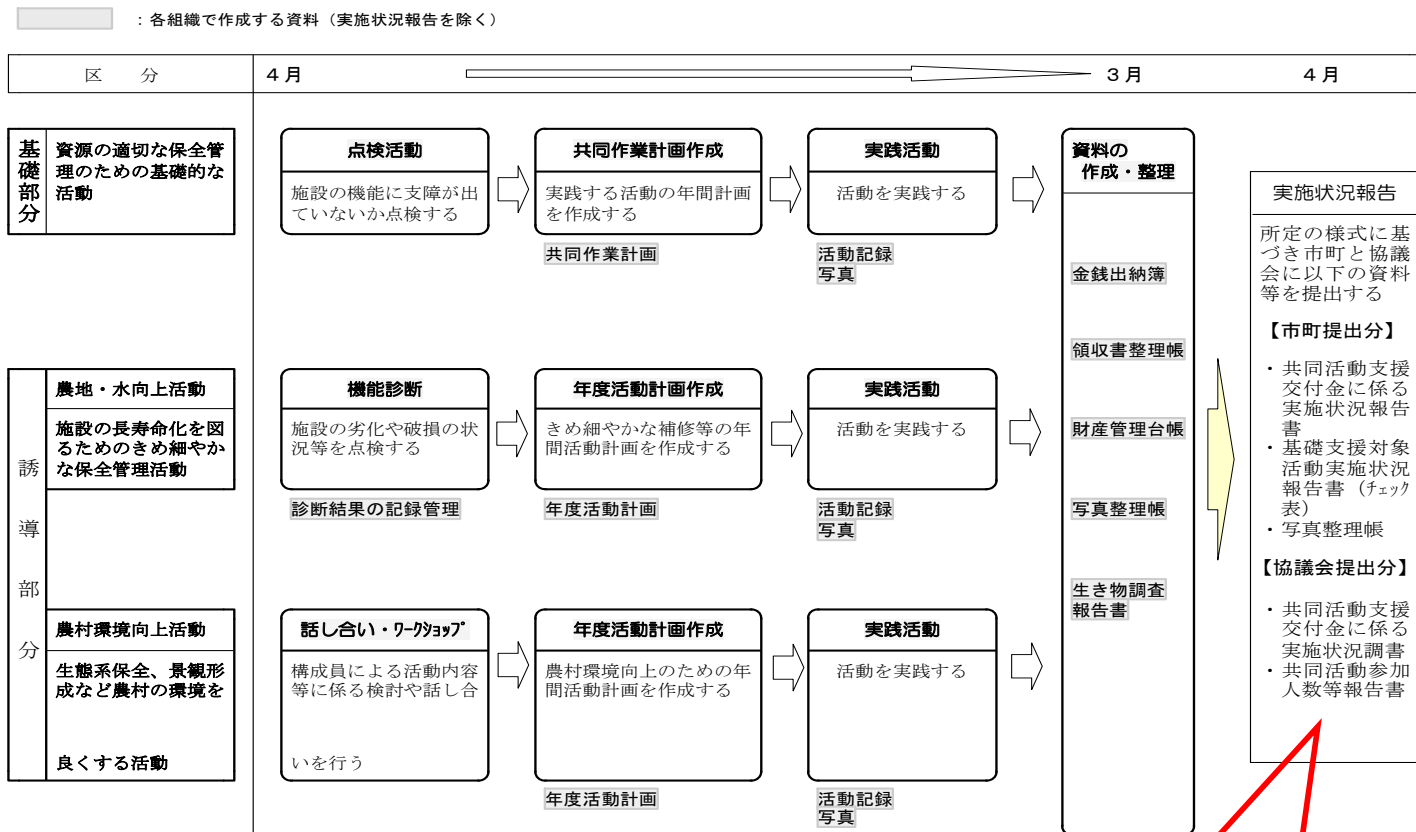 ：各組織で作成する資料（実施状況報告を除く）
区　分
４月
３月
４月
基礎部分
資源の適切な保全管
理のための基礎的な
活動
点検活動
施設の機能に支障が出
ていないか点検する
共同作業計画作成
実践する活動の年間計画
を作成する
共同作業計画
実践活動
活動を実践する
活動記録
写真
誘導部分
農地・水向上活動
施設の長寿命化を図
るためのきめ細やか
な保全管理活動
機能診断
施設の劣化や破損の状
況等を点検する
診断結果の記録管理
年度活動計画作成
きめ細やかな補修等の年
間活動計画を作成する
年度活動計画
実践活動
活動を実践する
活動記録
写真
農村環境向上活動
生態系保全、景観形
成など農村の環境を
良くする活動
話し合い・ﾜｰｸｼｮｯﾌﾟ
構成員による活動内容
等に係る検討や話し合
いを行う
年度活動計画作成
農村環境向上のための年
間活動計画を作成する
年度活動計画
実践活動
活動を実践する
活動記録
写真
資料の
作成・整理
金銭出納簿
領収書整理帳
財産管理台帳
写真整理帳
生き物調査
報告書
実施状況報告
所定の様式に基
づき市町と協議
会に以下の資料
等を提出する
【市町提出分】
・共同活動支援
交付金に係る
実施状況報告
書
・基礎支援対象
活動実施状況
報告書（ﾁｪｯｸ
表）
・写真整理帳
【協議会提出分】
・共同活動支援
交付金に係る
実施状況調書
・共同活動参加
人数等報告書